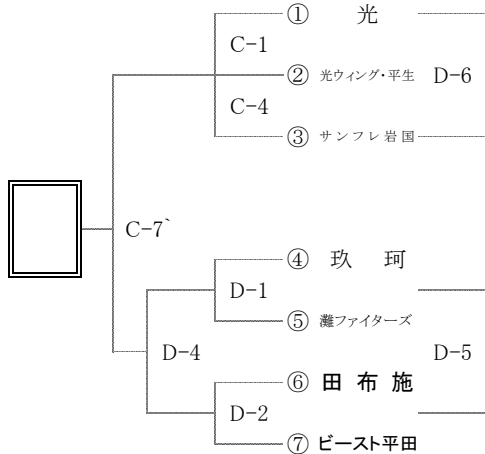 ① 光
C-1
② 光ウィング・平生 D-6
C-4
③ サンフレ岩国
C-7`
④ 玖 珂
D-1
⑤ 灘ファイターズ
D-4 D-5
⑥ 田 布 施
D-2
⑦ ビースト平田